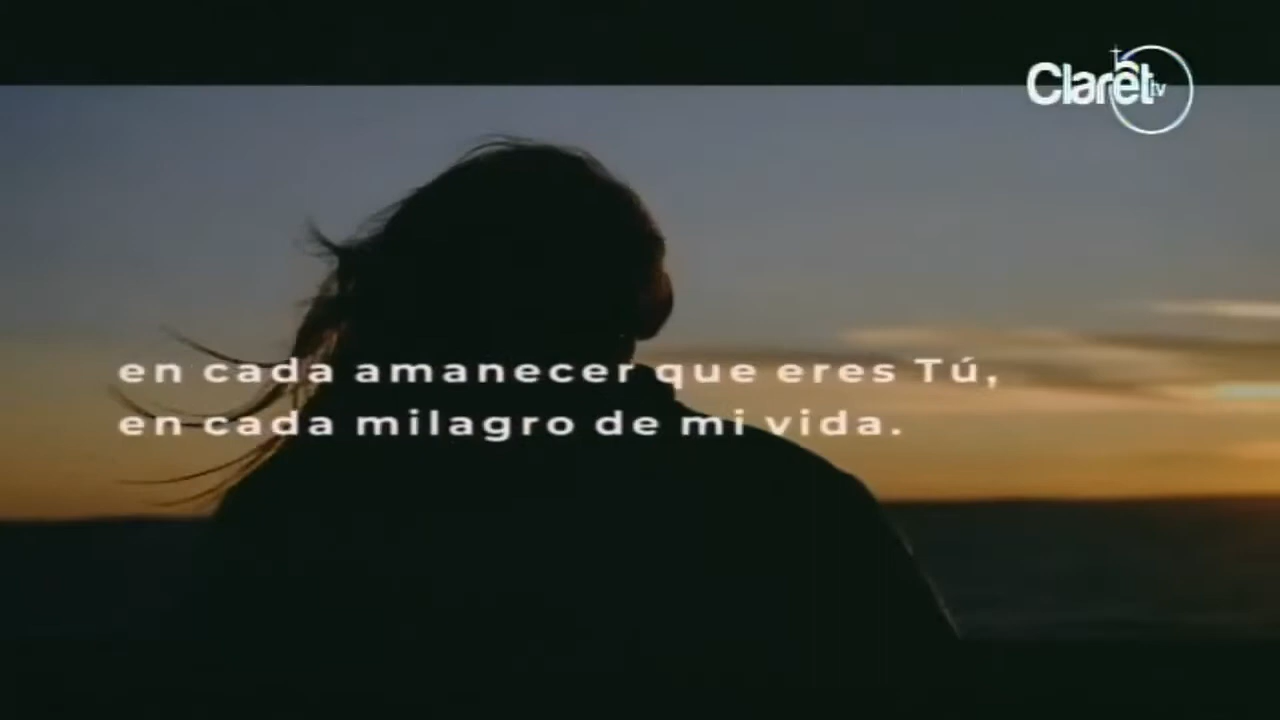 Claret tv
en cada amanecer que eres Tú,
en cada milagro de mi vida.